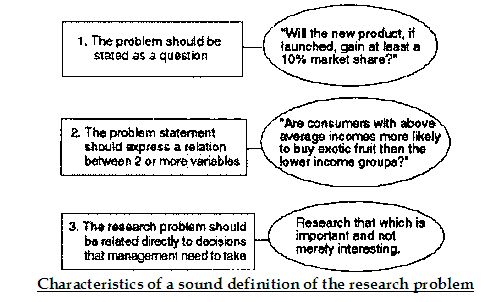 1. The problem should be
stated as a question
"Will the new product, if
launched, gain at least a
10% market share?"
2. The problem statement
should express a relation
between 2 or more variables
"Are consumers with above
average incomes more likely
to buy exotic fruit than the
lower income groups?"
3. The research problem should
be related directly to decisions
that management need to take
Research that which is
important and not
merely interesting.
Characteristics of a sound definition of the research problem